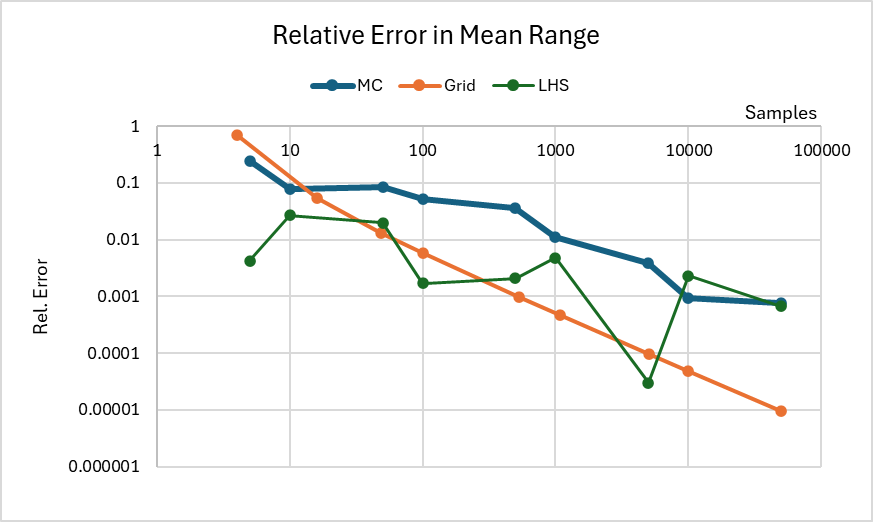 Relative Error in Mean Range
MC Grid LHS
Samples
1
1 10 100 1000 10000 100000
0.1
0.01
0.001
0.0001
0.00001
0.000001
Rel. Error